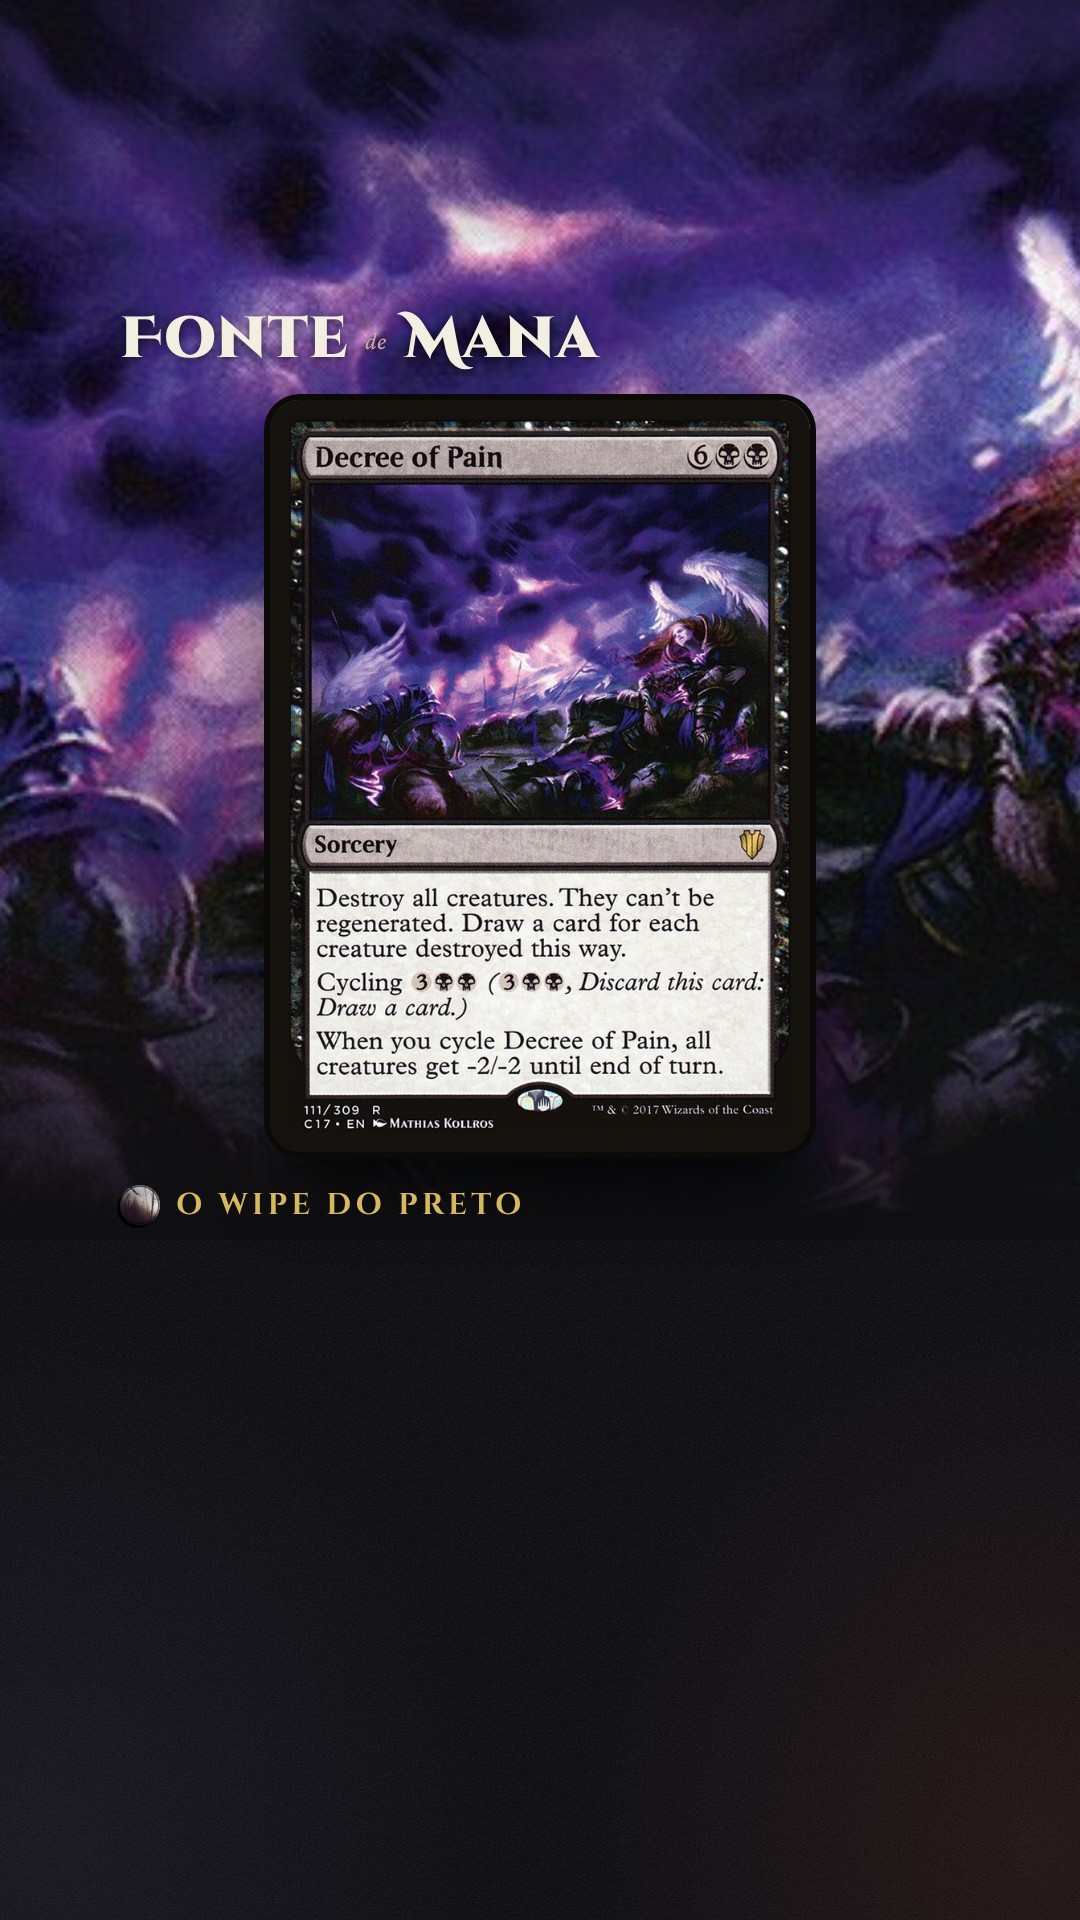 FONTE de MANA
Decree of Pain 6
Sorcery
Destroy all creatures. They can't be
regenerated. Draw a card for each
creature destroyed this way.
Cycling 3 (3, Discard this card:
Draw a card.)
When you cycle Decree of Pain, all
creatures get -2/-2 until end of turn.
111/309 R
C17 • EN Mathias Kollros
™ & © 2017 Wizards of the Coast
O WIPE DO PRETO